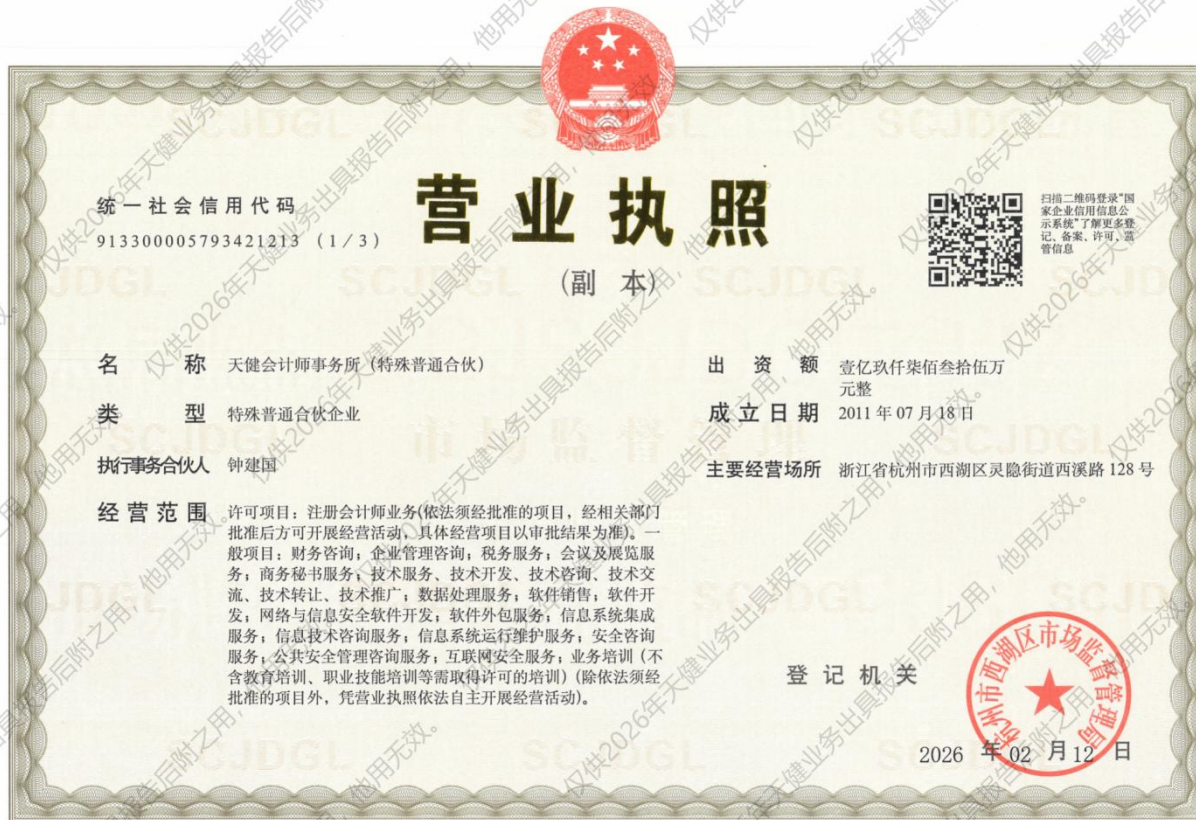 统一社会信用代码
913300005793421213 (1/3)
营业执照
(副 本)
扫描二维码登录"国
家企业信用信息公
示系统"了解更多登
记、备案、许可、监
管信息
名 称 天健会计师事务所(特殊普通合伙)
类 型 特殊普通合伙企业
执行事务合伙人 钟建国
经营范围 许可项目:注册会计师业务(依法须经批准的项目,经相关部门
批准后方可开展经营活动,具体经营项目以审批结果为准)。一
般项目:财务咨询;企业管理咨询;税务服务;会议及展览服
务;商务秘书服务;技术服务、技术开发、技术咨询、技术交
流、技术转让、技术推广;数据处理服务;软件销售;软件开
发;网络与信息安全软件开发;软件外包服务;信息系统集成
服务;信息技术咨询服务;信息系统运行维护服务;安全咨询
服务;公共安全管理咨询服务;互联网安全服务;业务培训(不
含教育培训、职业技能培训等需取得许可的培训)(除依法须经
批准的项目外,凭营业执照依法自主开展经营活动)。
出 资 额 壹亿玖仟柒佰叁拾伍万
元整
成立日期 2011年07月18日
主要经营场所 浙江省杭州市西湖区灵隐街道西溪路128号
登记机关
杭州市西湖区市场监督管理局
2026 年 02 月 12 日
仅供2026年天健业务出具报告后附之用,他用无效。
SCJDGL
市场监督管理